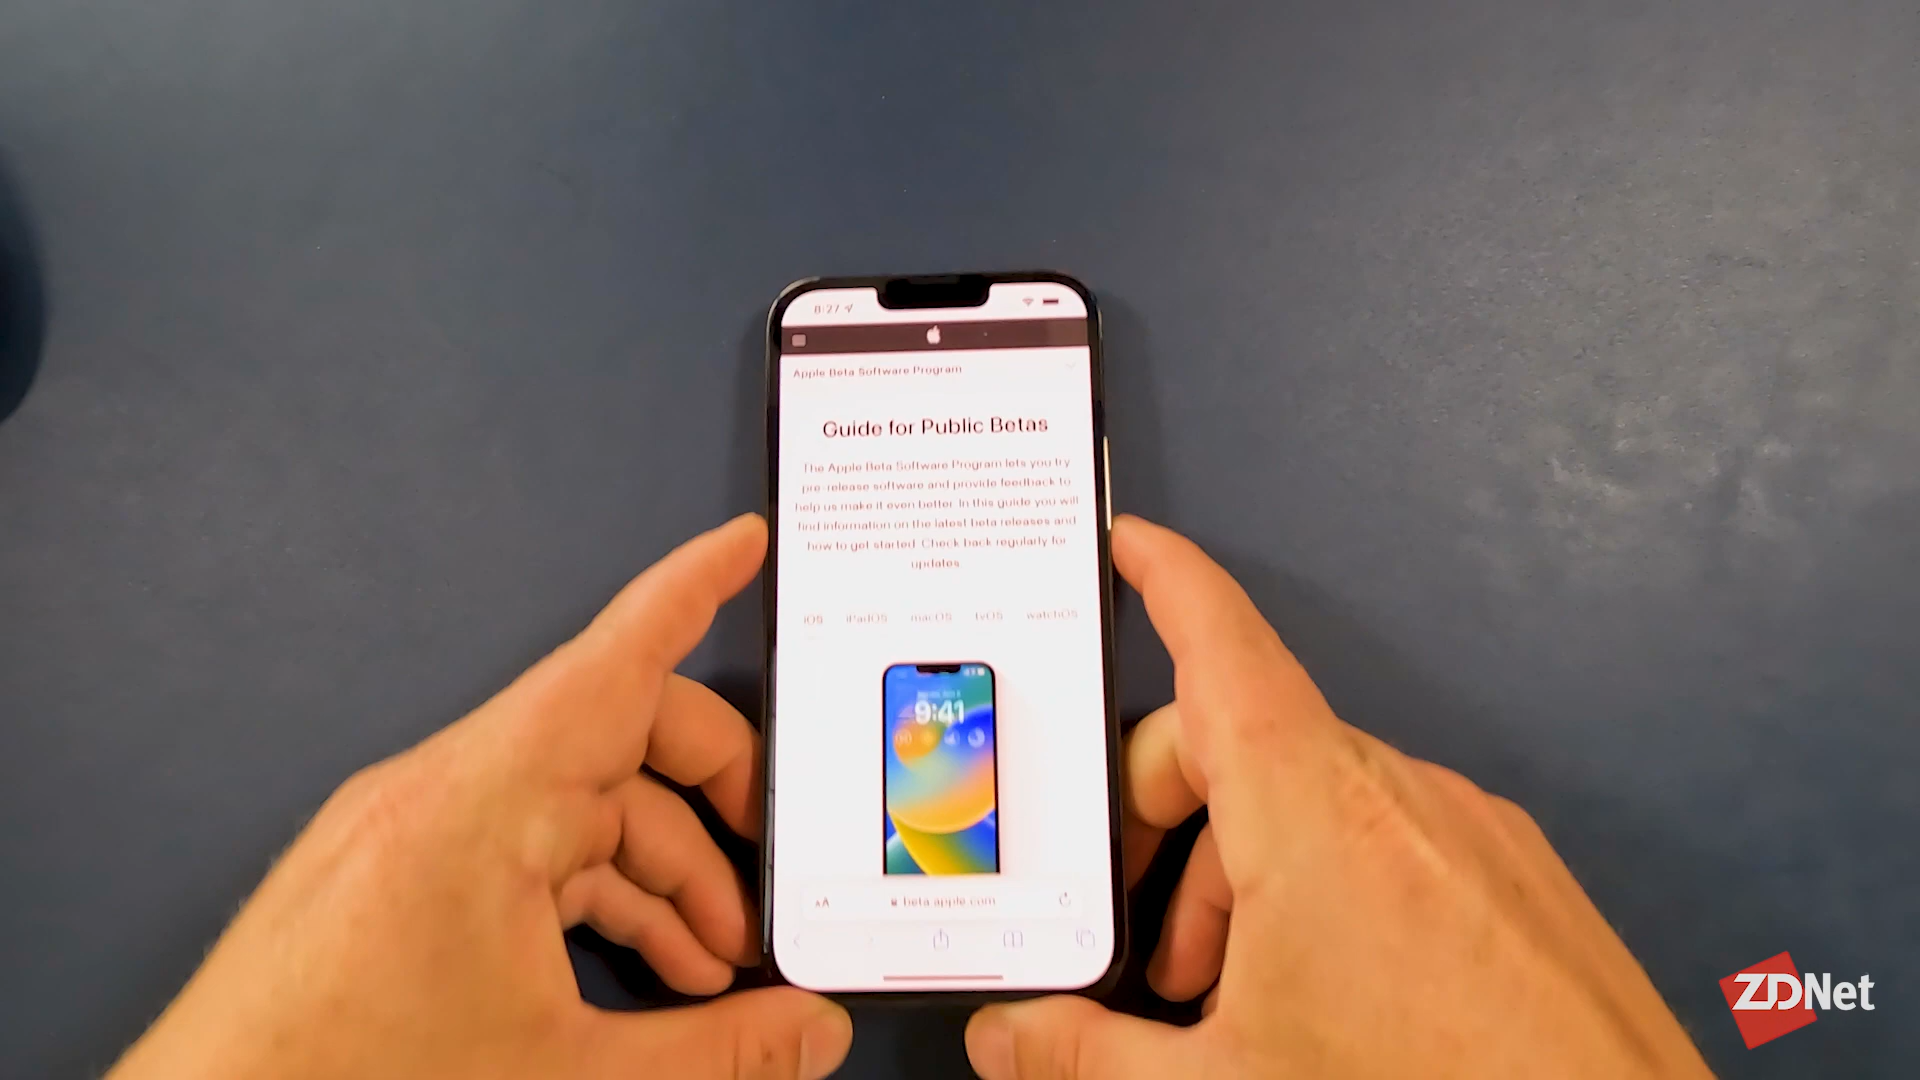 8:27
Apple Beta Software Program
Guide for Public Betas
The Apple Beta Software Program lets you try
pre-release software and provide feedback to
help us make it even better. In this guide you will
find information on the latest beta releases and
how to get started. Check back regularly for
updates.
iOS iPadOS macOS tvOS watchOS
9:41
AA beta.apple.com
ZDNet